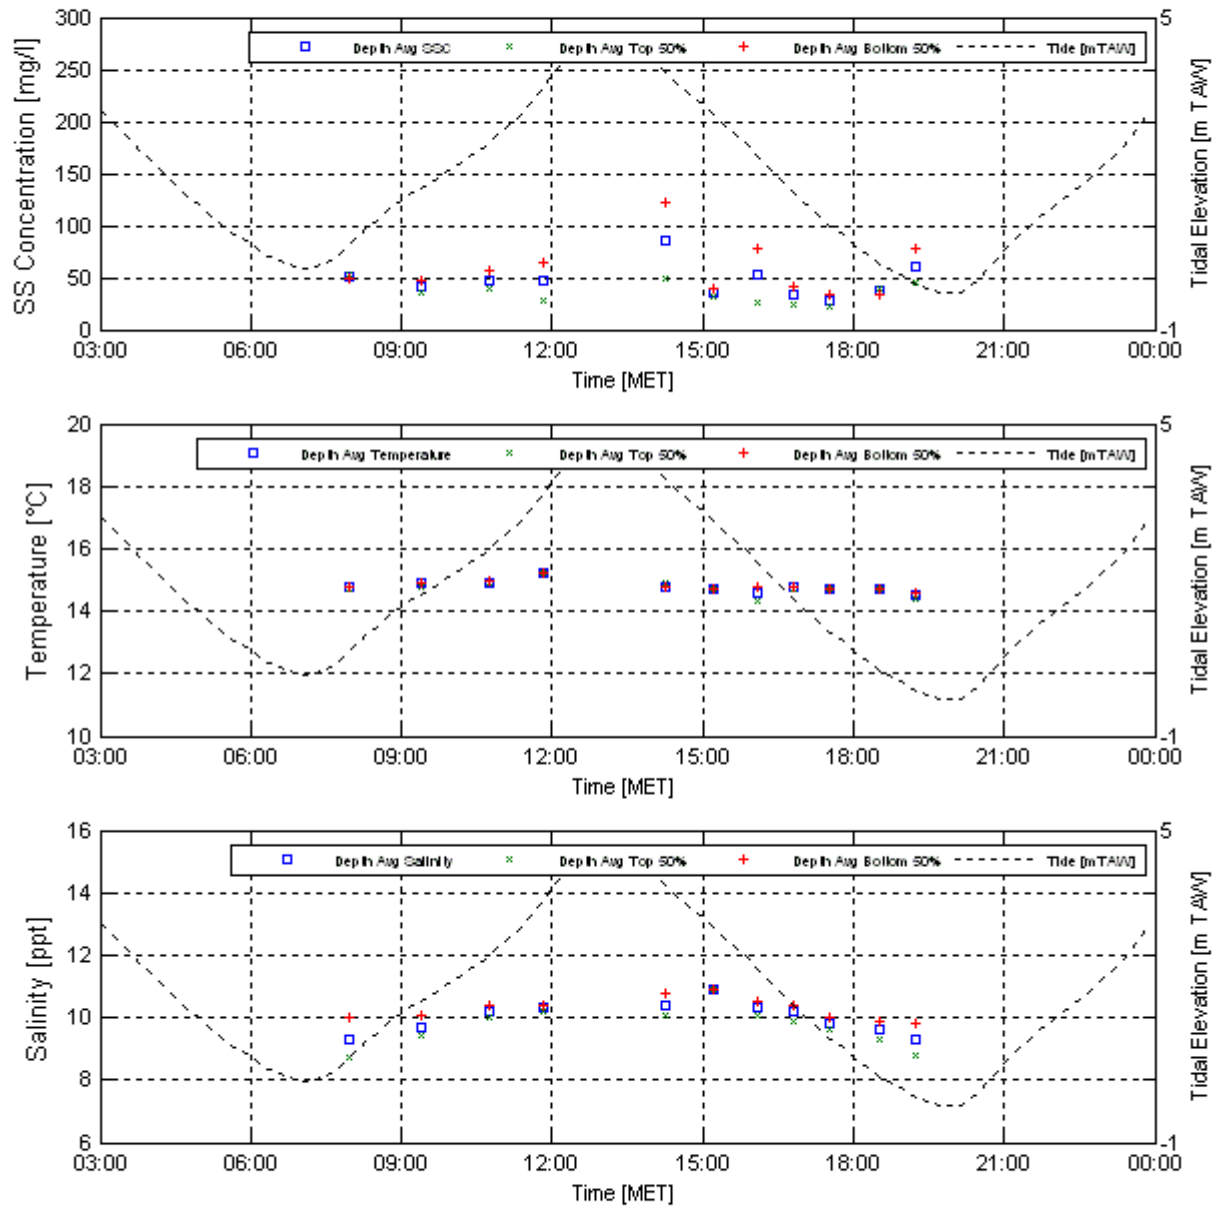 300
250
200
150
100
50
0
SS Concentration [mg/l]
Depth Avg SSC Depth Avg Top 50% Depth Avg Bottom 50% Tide [mTAW]
5
-1
Tidal Elevation [m TAW]
03:00 06:00 09:00 12:00 15:00 18:00 21:00 00:00
Time [MET]
20
18
16
14
12
10
Temperature [°C]
Depth Avg Temperature Depth Avg Top 50% Depth Avg Bottom 50% Tide [mTAW]
5
-1
Tidal Elevation [m TAW]
03:00 06:00 09:00 12:00 15:00 18:00 21:00 00:00
Time [MET]
16
14
12
10
8
6
Salinity [ppt]
Depth Avg Salinity Depth Avg Top 50% Depth Avg Bottom 50% Tide [mTAW]
5
-1
Tidal Elevation [m TAW]
03:00 06:00 09:00 12:00 15:00 18:00 21:00 00:00
Time [MET]